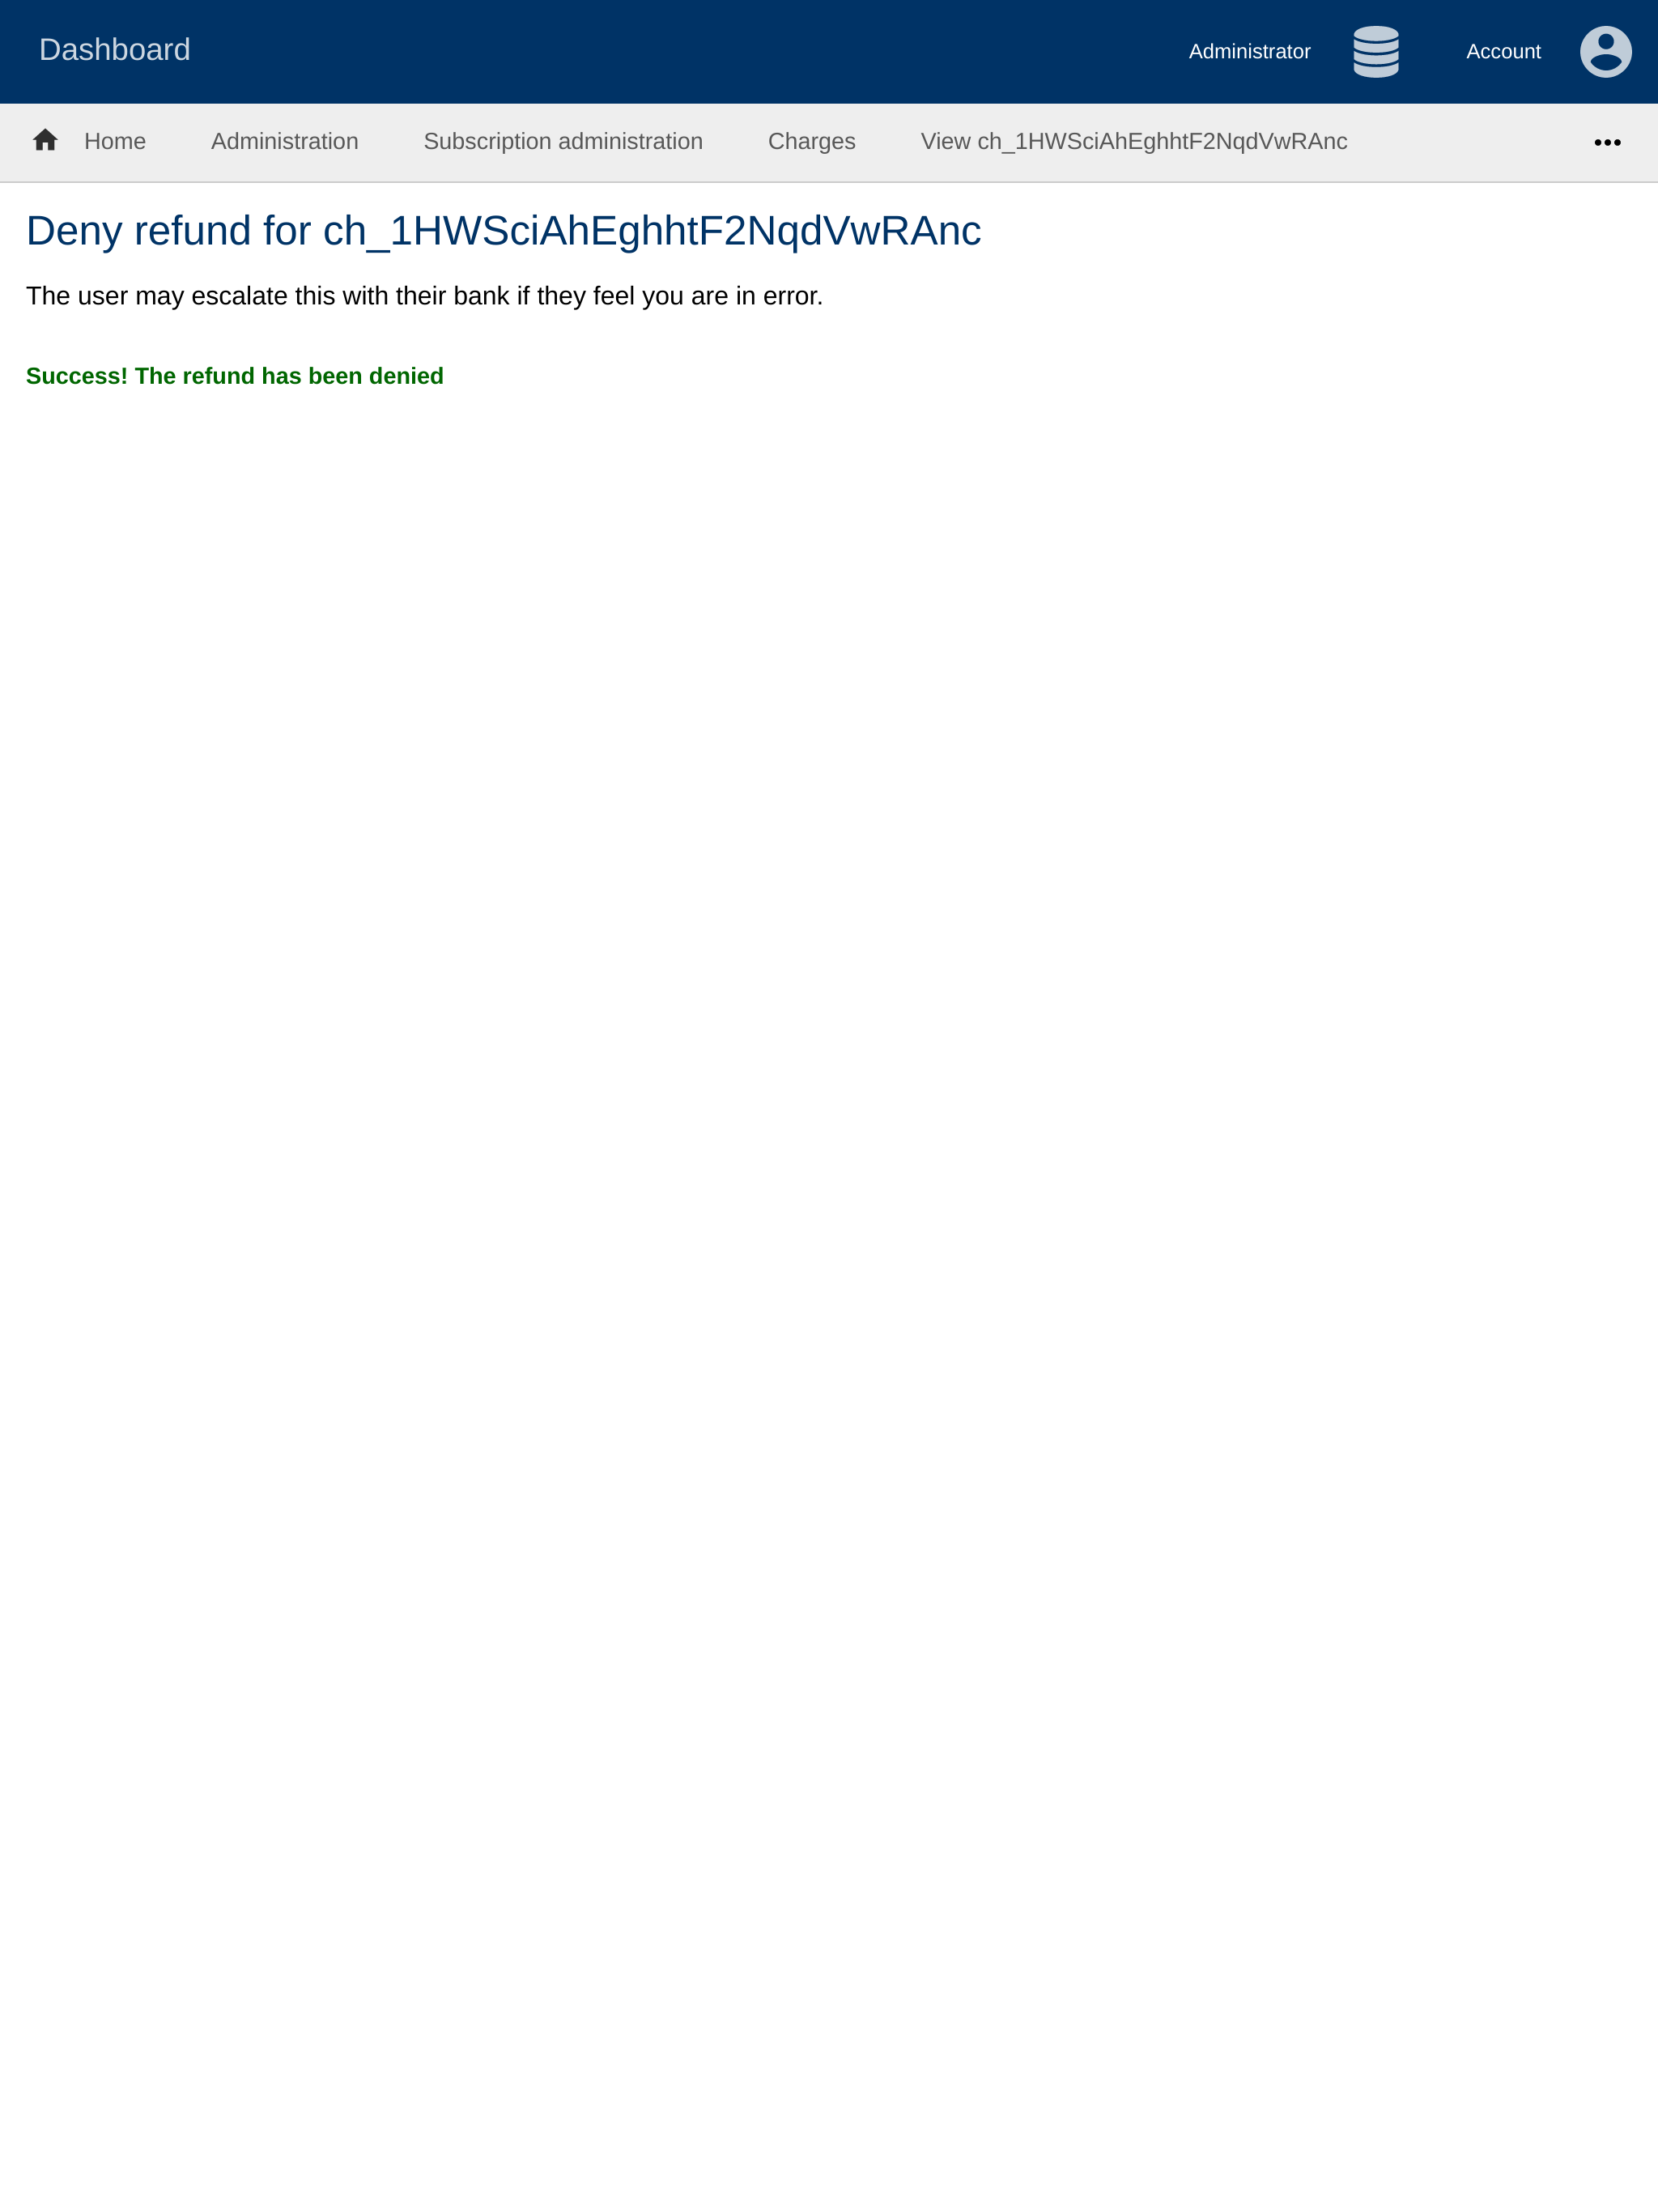 Dashboard
Administrator
Account
Home
Administration
Subscription administration
Charges
View ch_1HWSciAhEghhtF2NqdVwRAnc
Deny refund for ch_1HWSciAhEghhtF2NqdVwRAnc
The user may escalate this with their bank if they feel you are in error.
Success! The refund has been denied